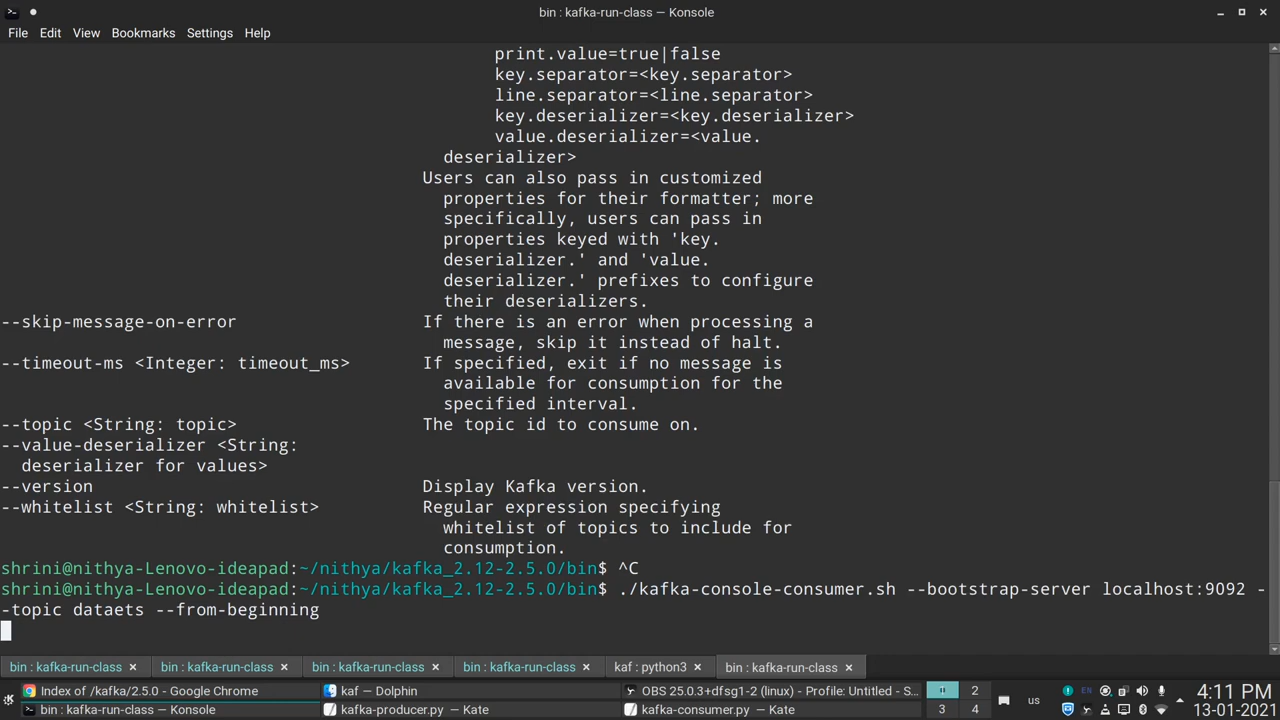 bin : kafka-run-class — Konsole
File Edit View Bookmarks Settings Help
print.value=true|false
key.separator=<key.separator>
line.separator=<line.separator>
key.deserializer=<key.deserializer>
value.deserializer=<value.
deserializer>
Users can also pass in customized
properties for their formatter; more
specifically, users can pass in
properties keyed with 'key.
deserializer.' and 'value.
deserializer.' prefixes to configure
their deserializers.
--skip-message-on-error If there is an error when processing a
message, skip it instead of halt.
--timeout-ms <Integer: timeout_ms> If specified, exit if no message is
available for consumption for the
specified interval.
--topic <String: topic> The topic id to consume on.
--value-deserializer <String:
deserializer for values>
--version Display Kafka version.
--whitelist <String: whitelist> Regular expression specifying
whitelist of topics to include for
consumption.
shrini@nithya-Lenovo-ideapad:~/nithya/kafka_2.12-2.5.0/bin$ ^C
shrini@nithya-Lenovo-ideapad:~/nithya/kafka_2.12-2.5.0/bin$ ./kafka-console-consumer.sh --bootstrap-server localhost:9092 -
-topic dataets --from-beginning
bin : kafka-run-class bin : kafka-run-class bin : kafka-run-class bin : kafka-run-class kaf : python3 bin : kafka-run-class
Index of /kafka/2.5.0 - Google Chrome kaf — Dolphin OBS 25.0.3+dfsg1-2 (linux) - Profile: Untitled - S... 2 EN 4:11 PM
bin : kafka-run-class — Konsole kafka-producer.py — Kate kafka-consumer.py — Kate 3 4 us 13-01-2021